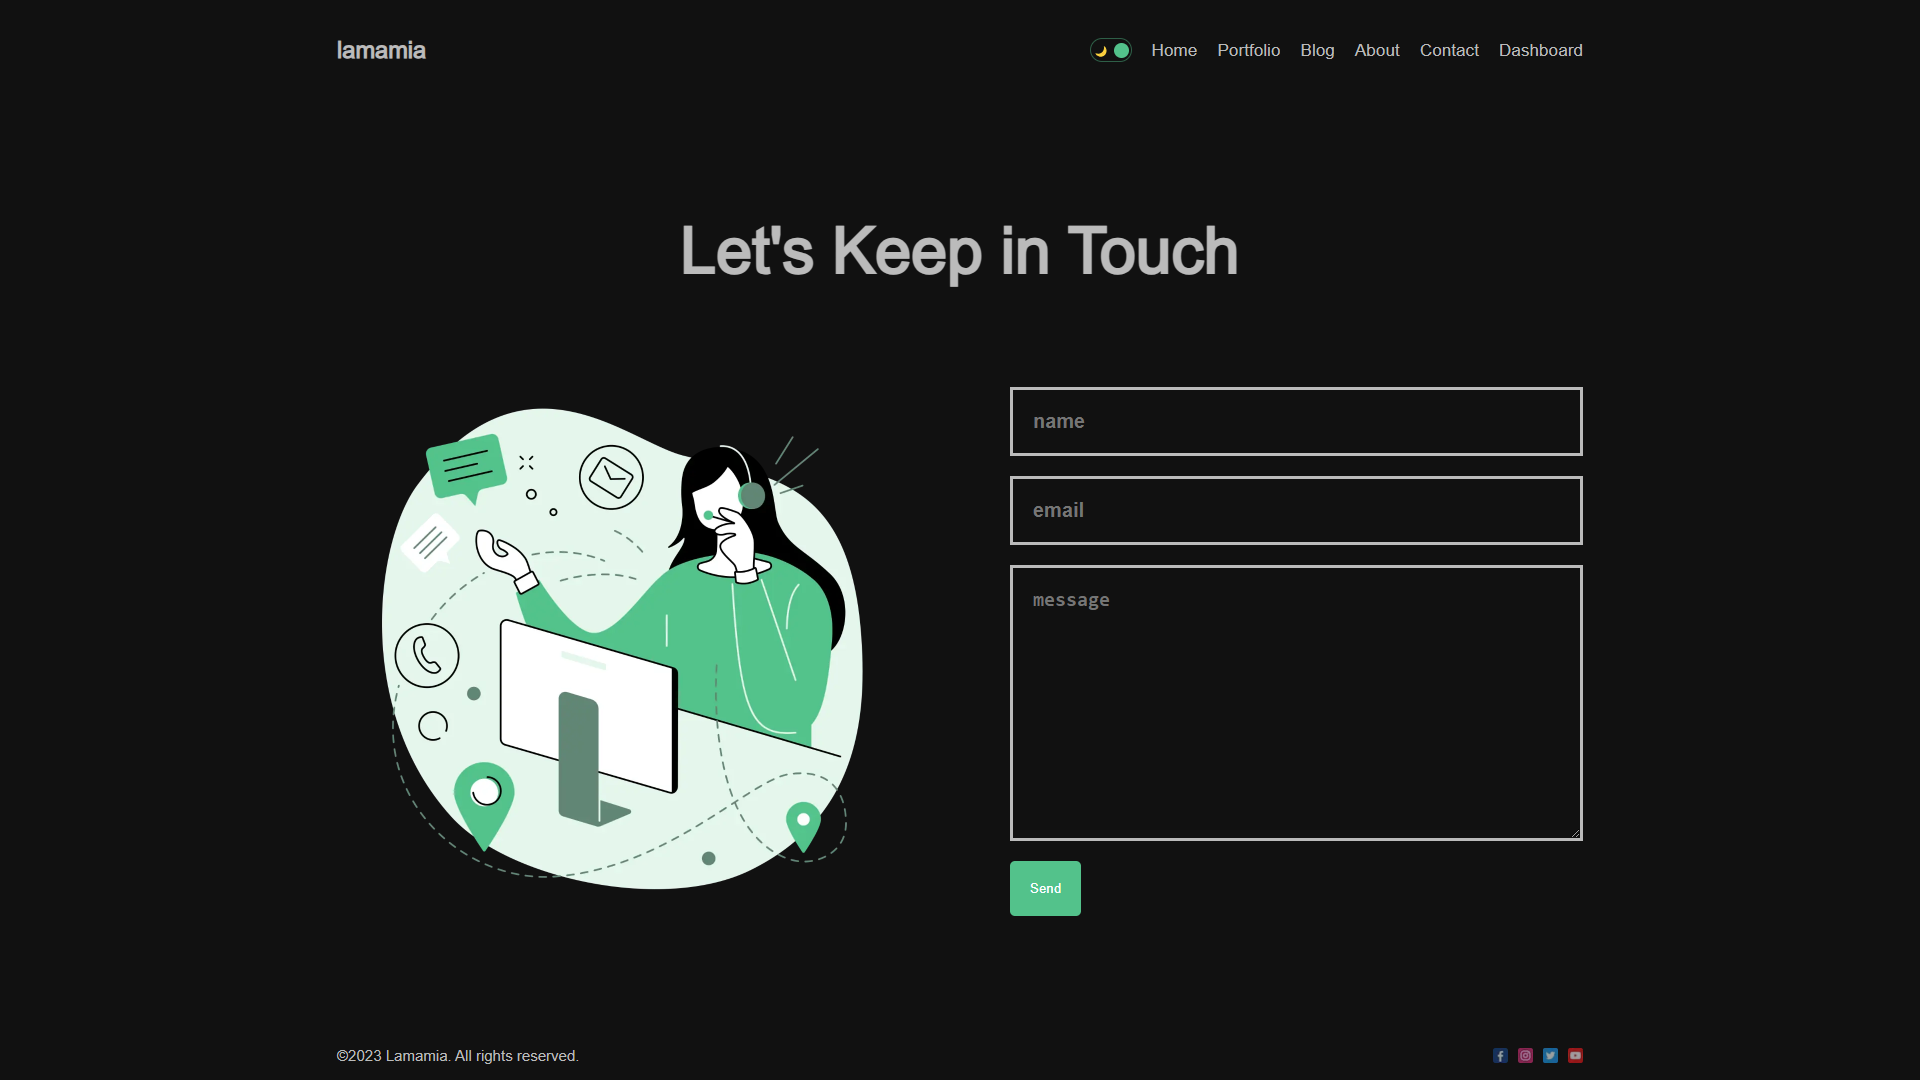 lamamia
Home Portfolio Blog About Contact Dashboard
Let's Keep in Touch
name
email
message
Send
©2023 Lamamia. All rights reserved.